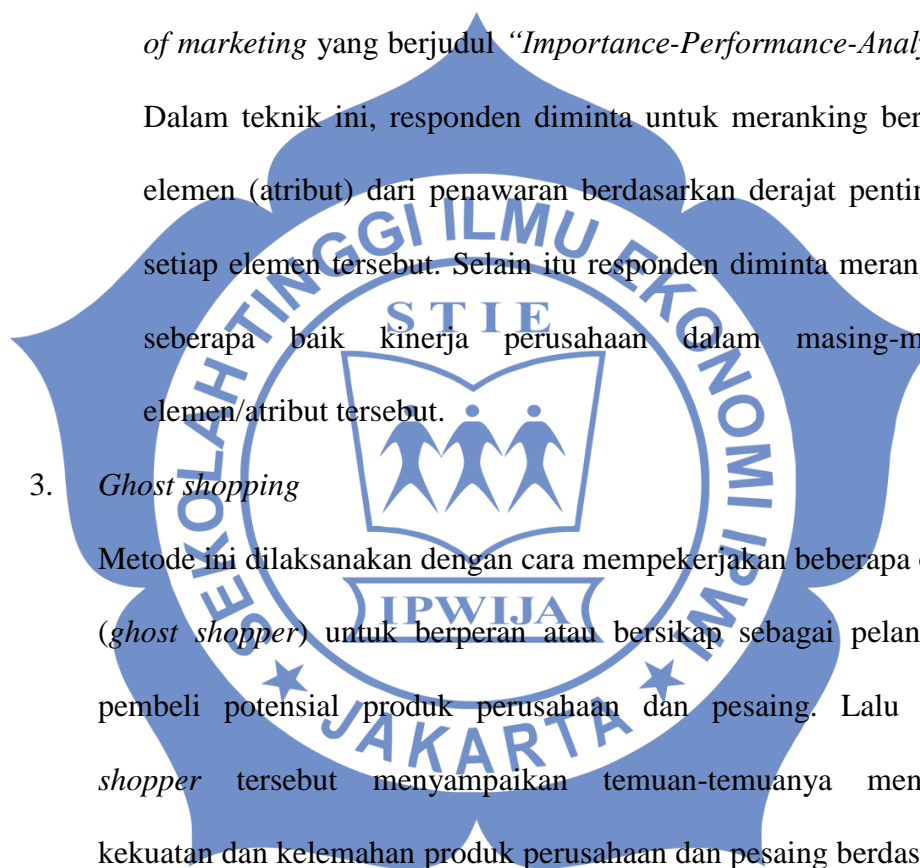 of marketing yang berjudul “Importance-Performance-Analy
Dalam teknik ini, responden diminta untuk meranking ber
elemen (atribut) dari penawaran berdasarkan derajat pentin
setiap elemen tersebut. Selain itu responden diminta meran
seberapa baik kinerja perusahaan dalam masing-m
elemen/atribut tersebut.
3. Ghost shopping
Metode ini dilaksanakan dengan cara mempekerjakan beberapa
(ghost shopper) untuk berperan atau bersikap sebagai pelan
pembeli potensial produk perusahaan dan pesaing. Lalu
shopper tersebut menyampaikan temuan-temuanya men
kekuatan dan kelemahan produk perusahaan dan pesaing berdas
SEKOLAH TINGGI ILMU EKONOMI IPWI
STIE
IPWIJA
JAKARTA